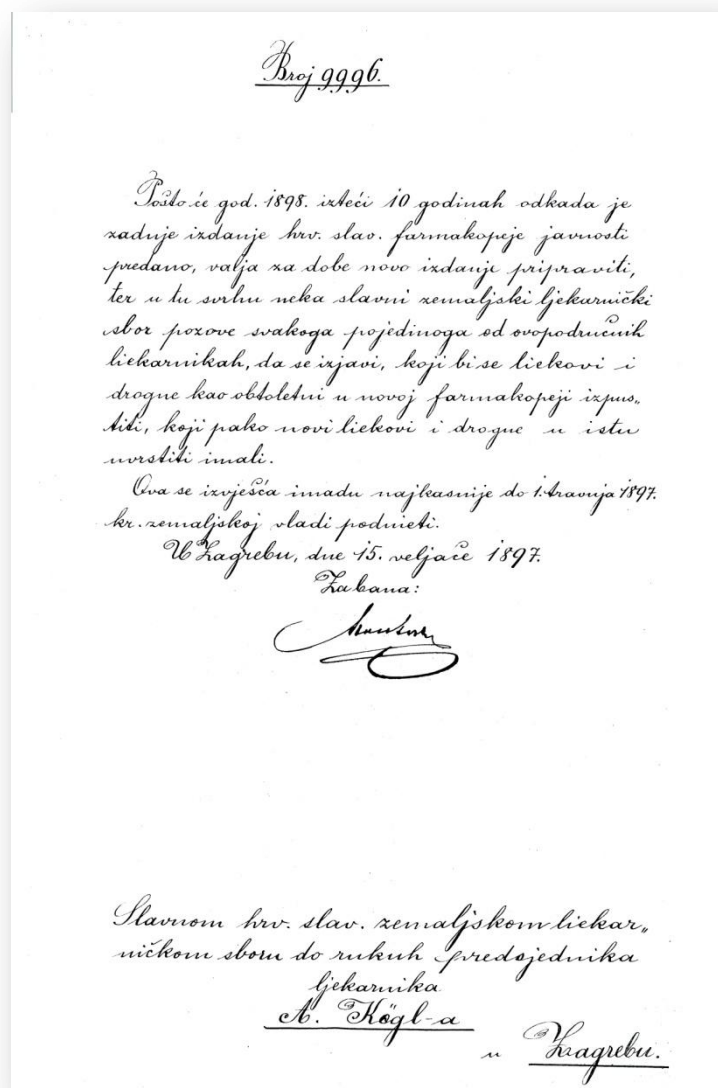 Broj 9996.
Pošto će god. 1898. izteći 10 godinah odkada je
zadnje izdanje hrv. slav. farmakopeje javnosti
predano, valja za dobe novo izdanje pripraviti,
ter u tu svrhu neka slavni zemaljski ljekarnički
sbor pozove svakoga pojedinoga od ovopodručnih
liekarnikah, da se izjavi, koji bi se liekovi i
drogne kao obtoletni u novoj farmakopeji izpus„
titi, koji pako novi liekovi i drogne u istu
uvrstiti imali.
Ova se izvješća imadu najkasnije do 1. travnja 1897.
kr. zemaljskoj vladi podnieti.
U Zagrebu, dne 15. veljače 1897.
Za bana:
Slavnom hrv. slav. zemaljskom liekar„
ničkom sboru do rukuh predsjednika
ljekarnika
A. Kögl-a
u Zagrebu.